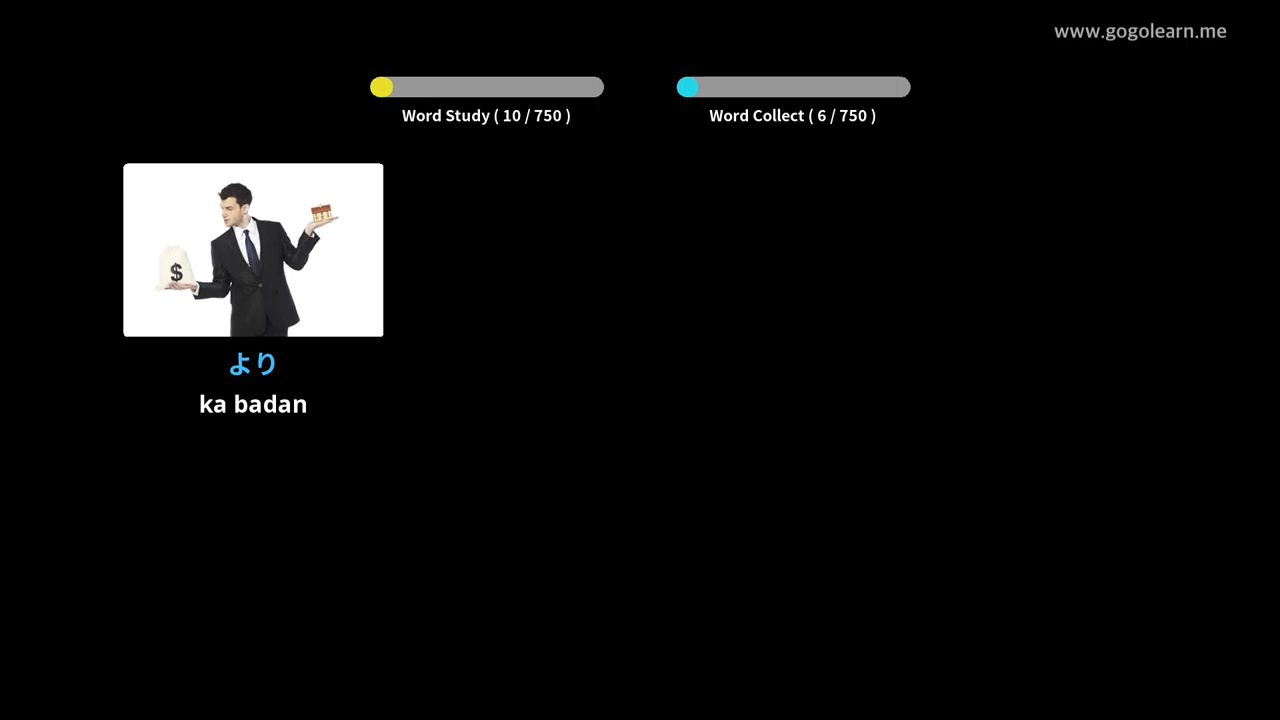 www.gogolearn.me
Word Study ( 10 / 750 )
Word Collect ( 6 / 750 )
$
より
ka badan